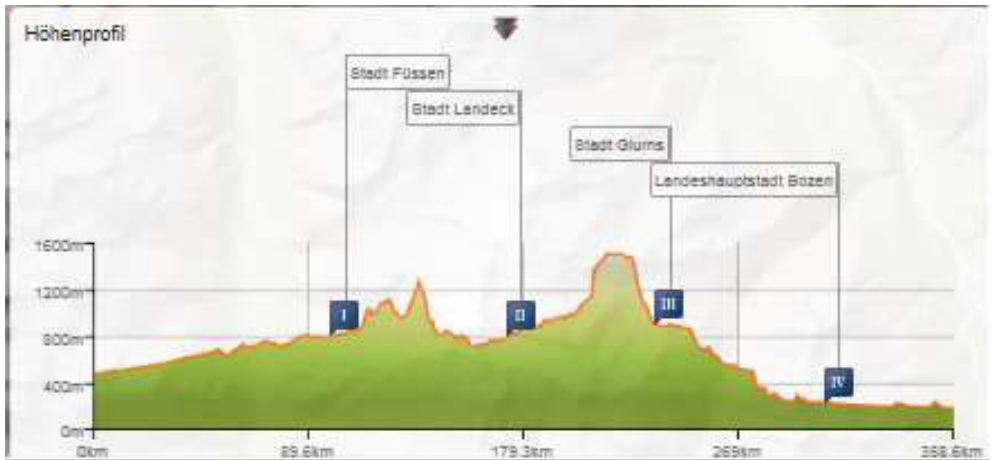 Höhenprofil
Stadt Füssen
Stadt Landeck
Stadt Glurns
Landeshauptstadt Bozen
1600m
1200m
800m
400m
0m
I
II
III
IV
0km
89.6km
179.3km
269km
358.6km